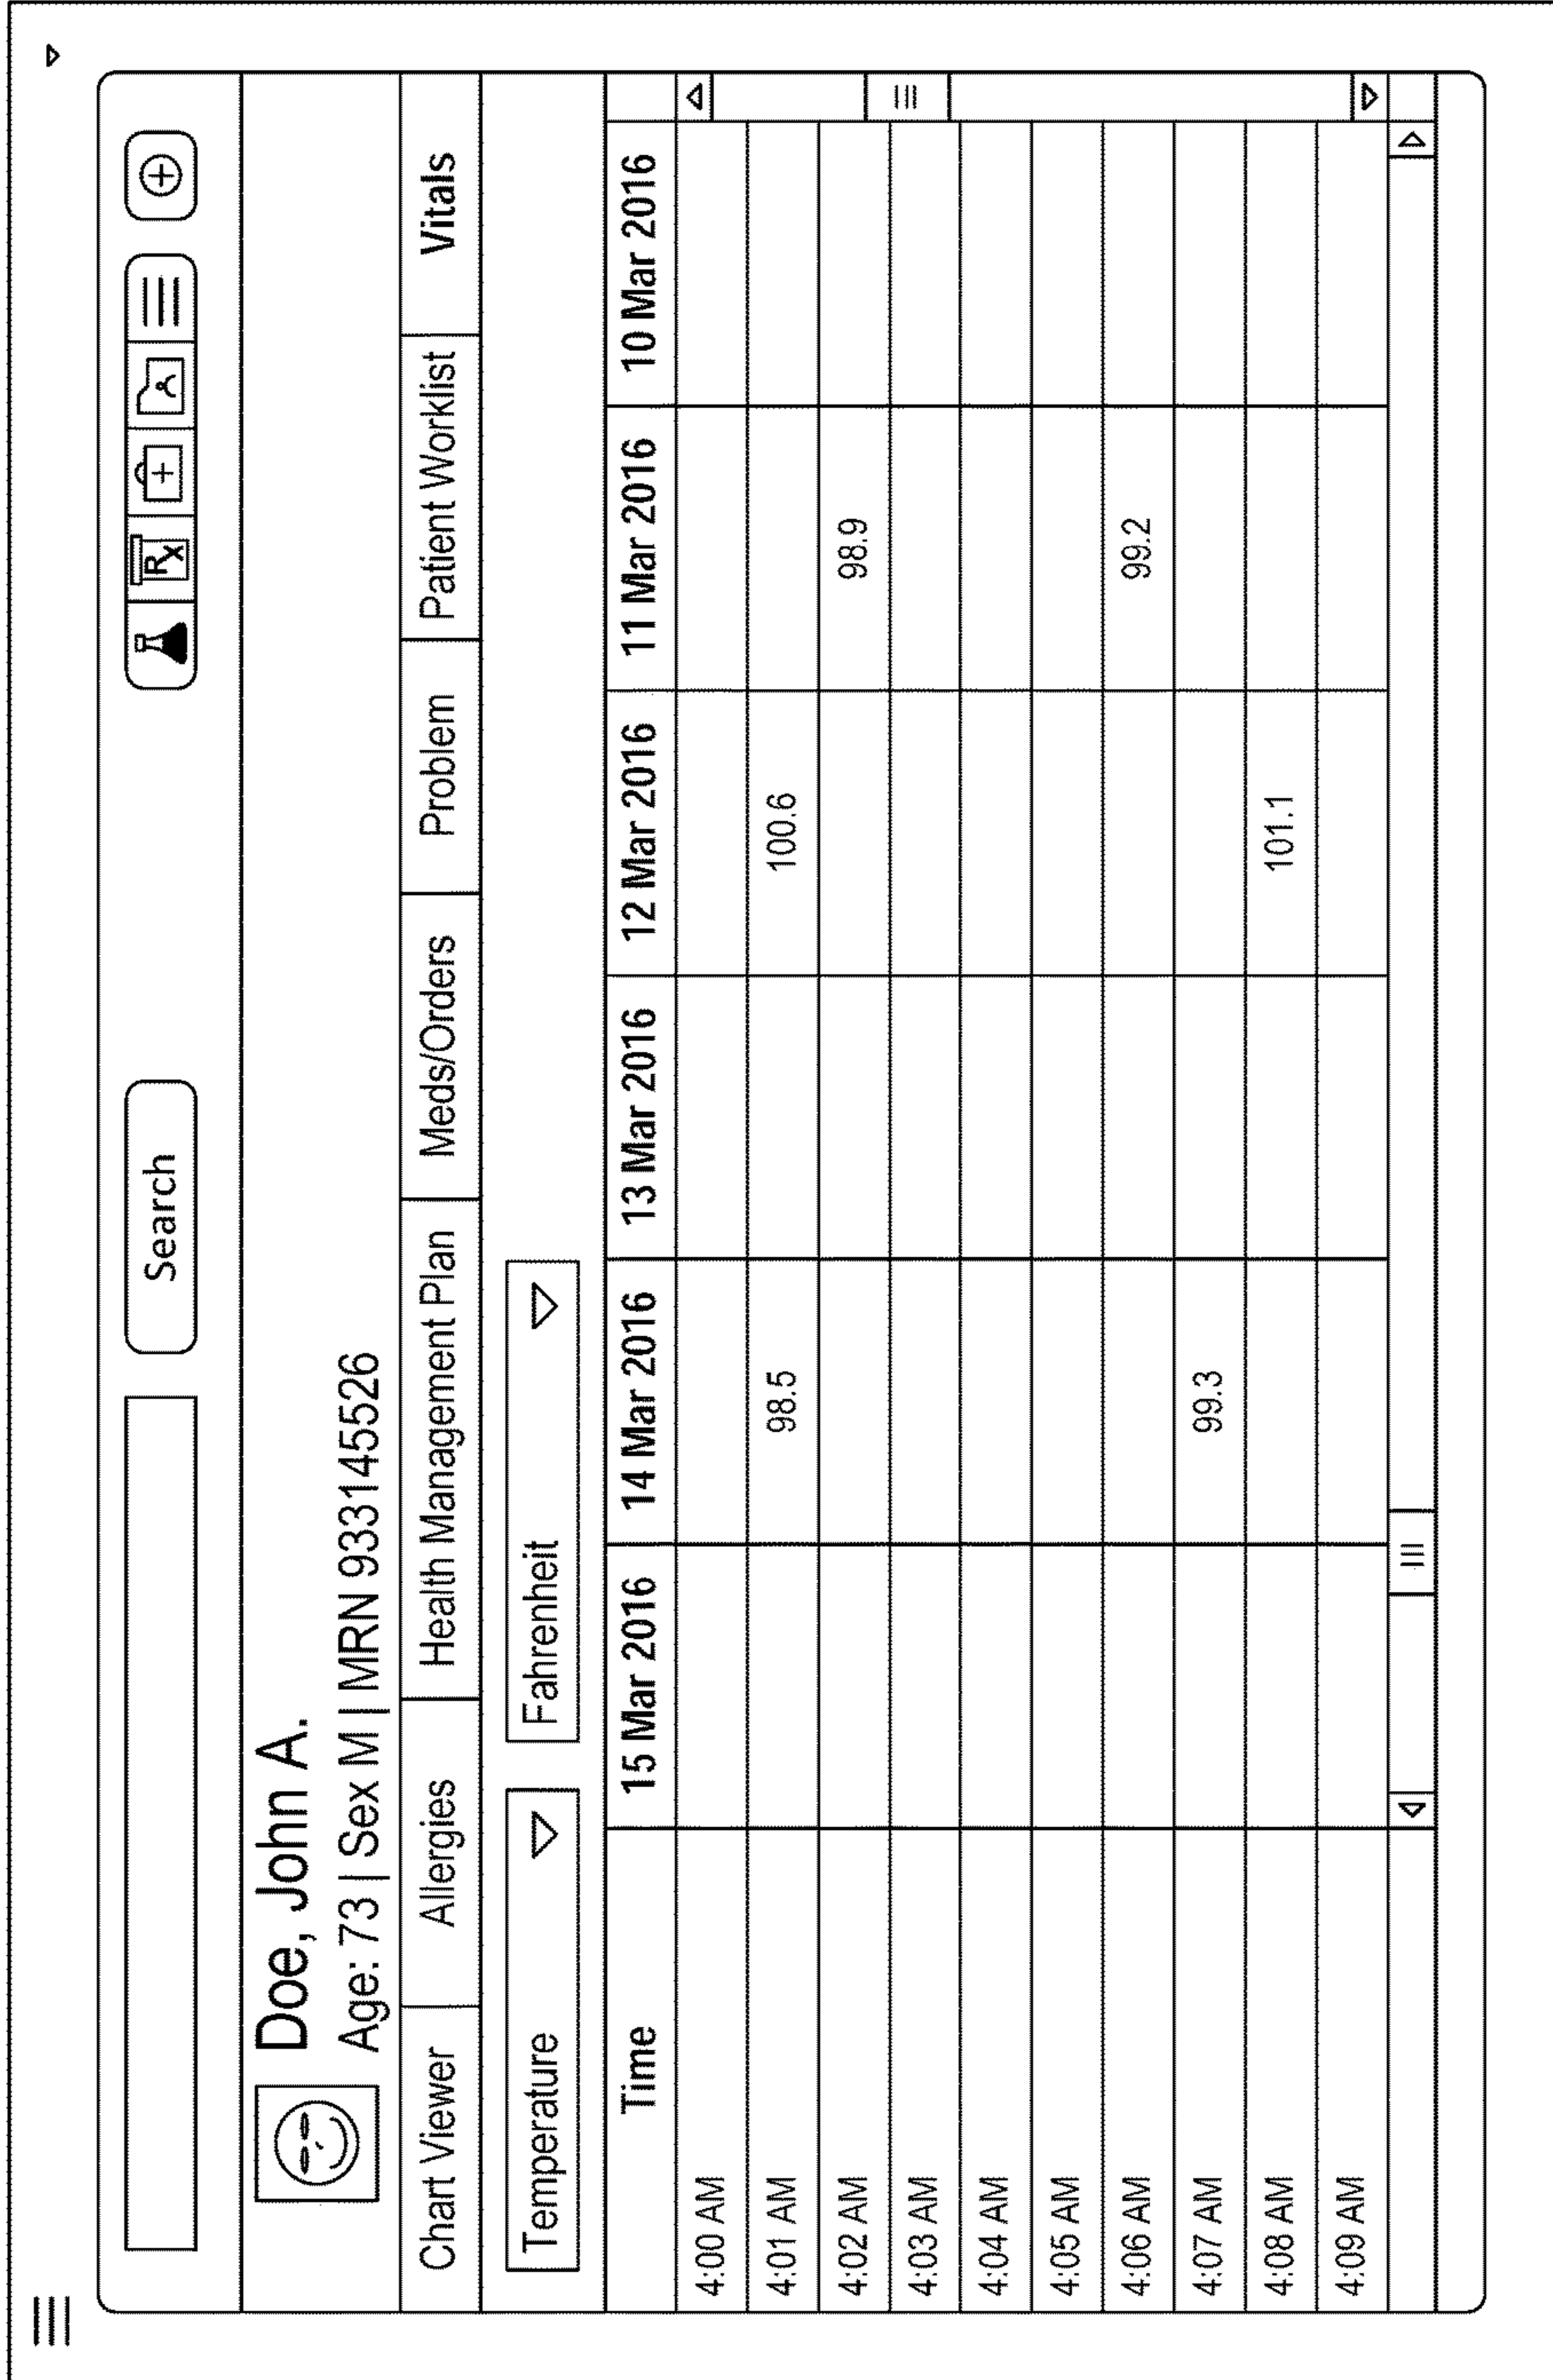 Search
Rx
Doe, John A.
Age: 73 | Sex M | MRN 933145526
Chart Viewer Allergies Health Management Plan Meds/Orders Problem Patient Worklist Vitals
Temperature Fahrenheit
Time 15 Mar 2016 14 Mar 2016 13 Mar 2016 12 Mar 2016 11 Mar 2016 10 Mar 2016
4:00 AM
4:01 AM 98.5 100.6
4:02 AM 98.9
4:03 AM
4:04 AM
4:05 AM
4:06 AM 99.2
4:07 AM 99.3
4:08 AM 101.1
4:09 AM